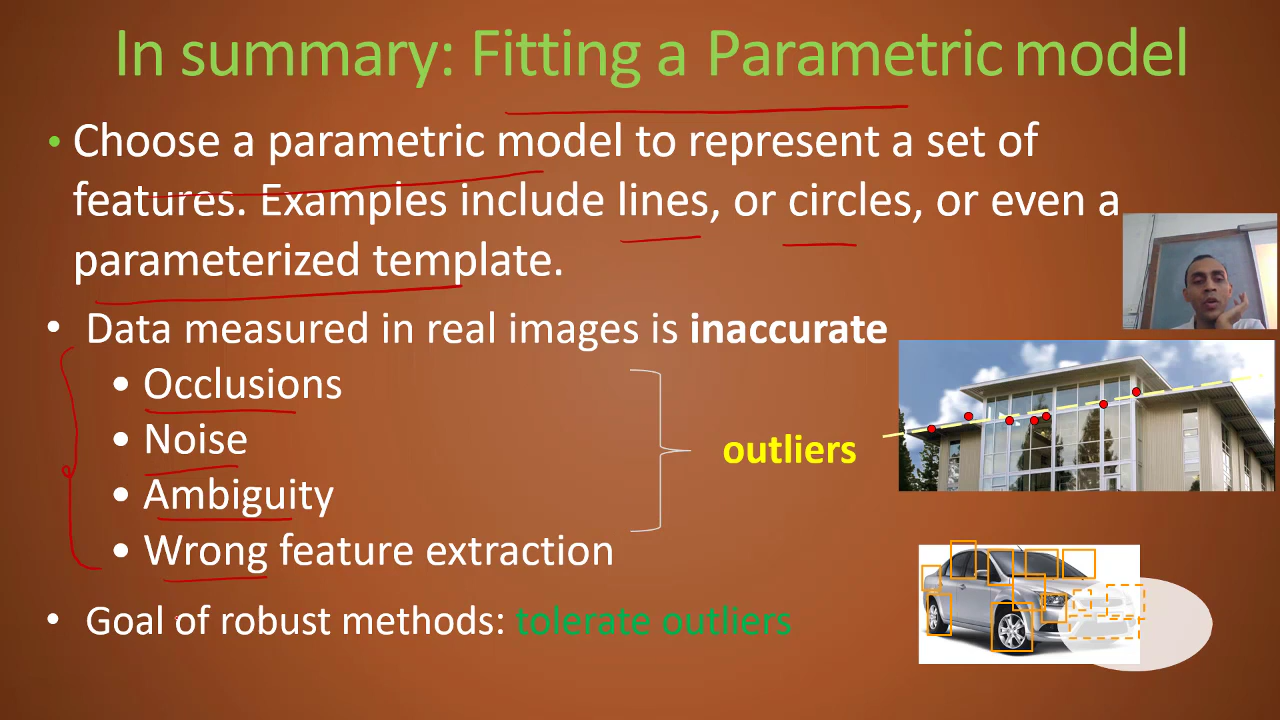 In summary: Fitting a Parametric model
• Choose a parametric model to represent a set of
features. Examples include lines, or circles, or even a
parameterized template.
• Data measured in real images is inaccurate
• Occlusions
• Noise
• Ambiguity
• Wrong feature extraction
outliers
• Goal of robust methods: tolerate outliers